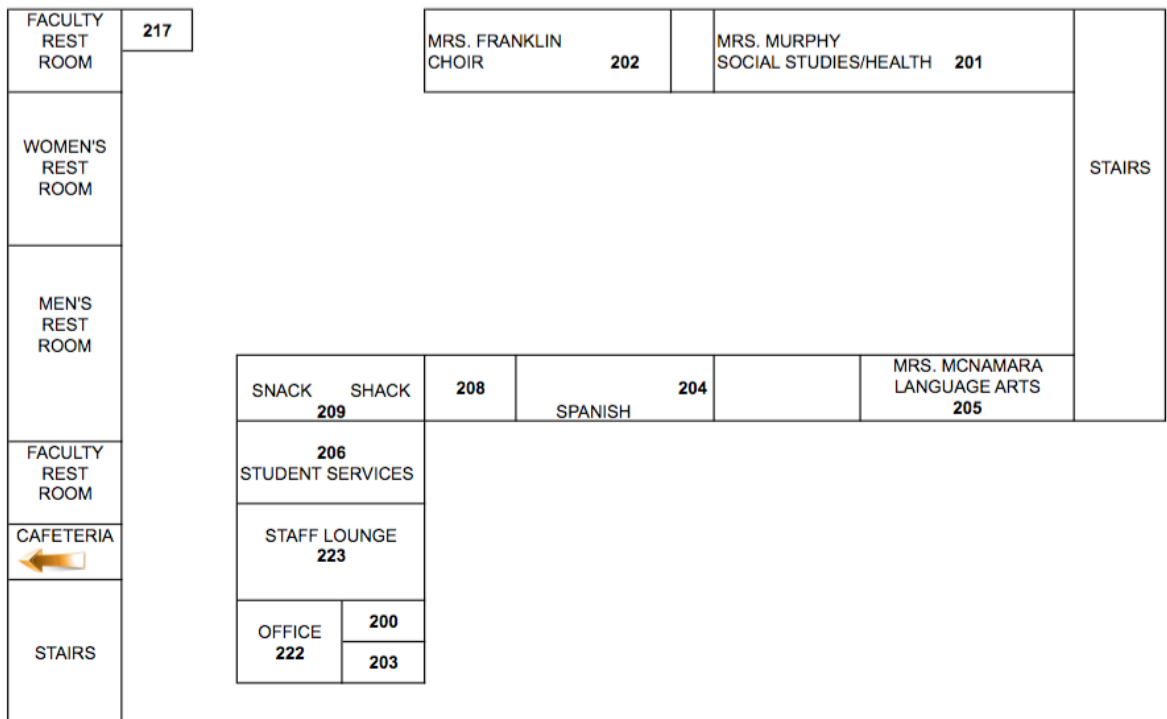 FACULTY
REST
ROOM
217
MRS. FRANKLIN
CHOIR 202
MRS. MURPHY
SOCIAL STUDIES/HEALTH 201
WOMEN'S
REST
ROOM
STAIRS
MEN'S
REST
ROOM
SNACK SHACK
209
208
204
SPANISH
MRS. MCNAMARA
LANGUAGE ARTS
205
FACULTY
REST
ROOM
206
STUDENT SERVICES
CAFETERIA
STAFF LOUNGE
223
STAIRS
OFFICE
222
200
203